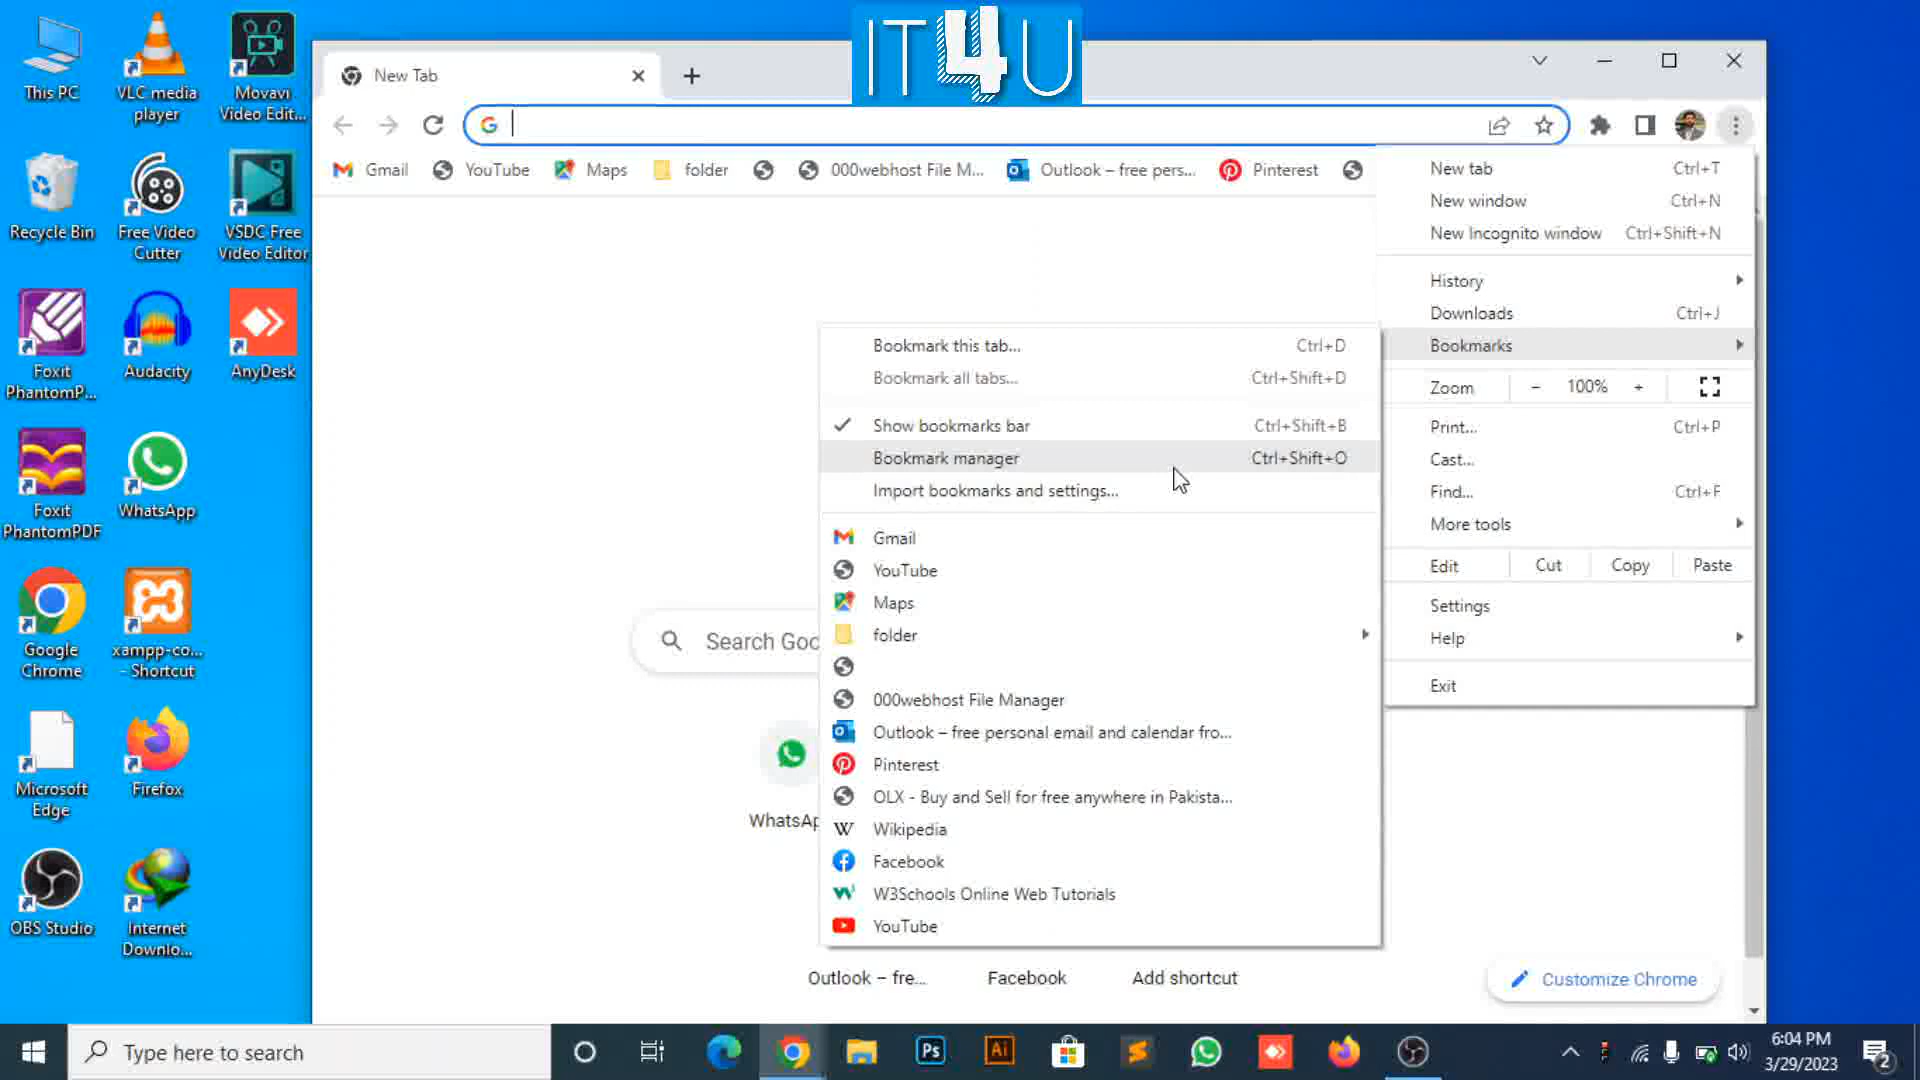 IT4U
This PC
VLC media
player
Movavi
Video Edit...
Recycle Bin
Free Video
Cutter
VSDC Free
Video Editor
Foxit
PhantomP...
Audacity
AnyDesk
Foxit
PhantomPDF
WhatsApp
Google
Chrome
xampp-co...
- Shortcut
Microsoft
Edge
Firefox
OBS Studio
Internet
Downlo...
New Tab
Gmail YouTube Maps folder 000webhost File M... Outlook – free pers... Pinterest
New tab Ctrl+T
New window Ctrl+N
New Incognito window Ctrl+Shift+N
History
Downloads Ctrl+J
Bookmarks
Zoom - 100% +
Print... Ctrl+P
Cast...
Find... Ctrl+F
More tools
Edit Cut Copy Paste
Settings
Help
Exit
Bookmark this tab... Ctrl+D
Bookmark all tabs... Ctrl+Shift+D
Show bookmarks bar Ctrl+Shift+B
Bookmark manager Ctrl+Shift+O
Import bookmarks and settings...
Gmail
YouTube
Maps
folder
000webhost File Manager
Outlook – free personal email and calendar fro...
Pinterest
OLX - Buy and Sell for free anywhere in Pakista...
Wikipedia
Facebook
W3Schools Online Web Tutorials
YouTube
Search Goo
WhatsAp
Outlook – fre... Facebook Add shortcut
Customize Chrome
Type here to search
Ps
Ai
6:04 PM
3/29/2023
2